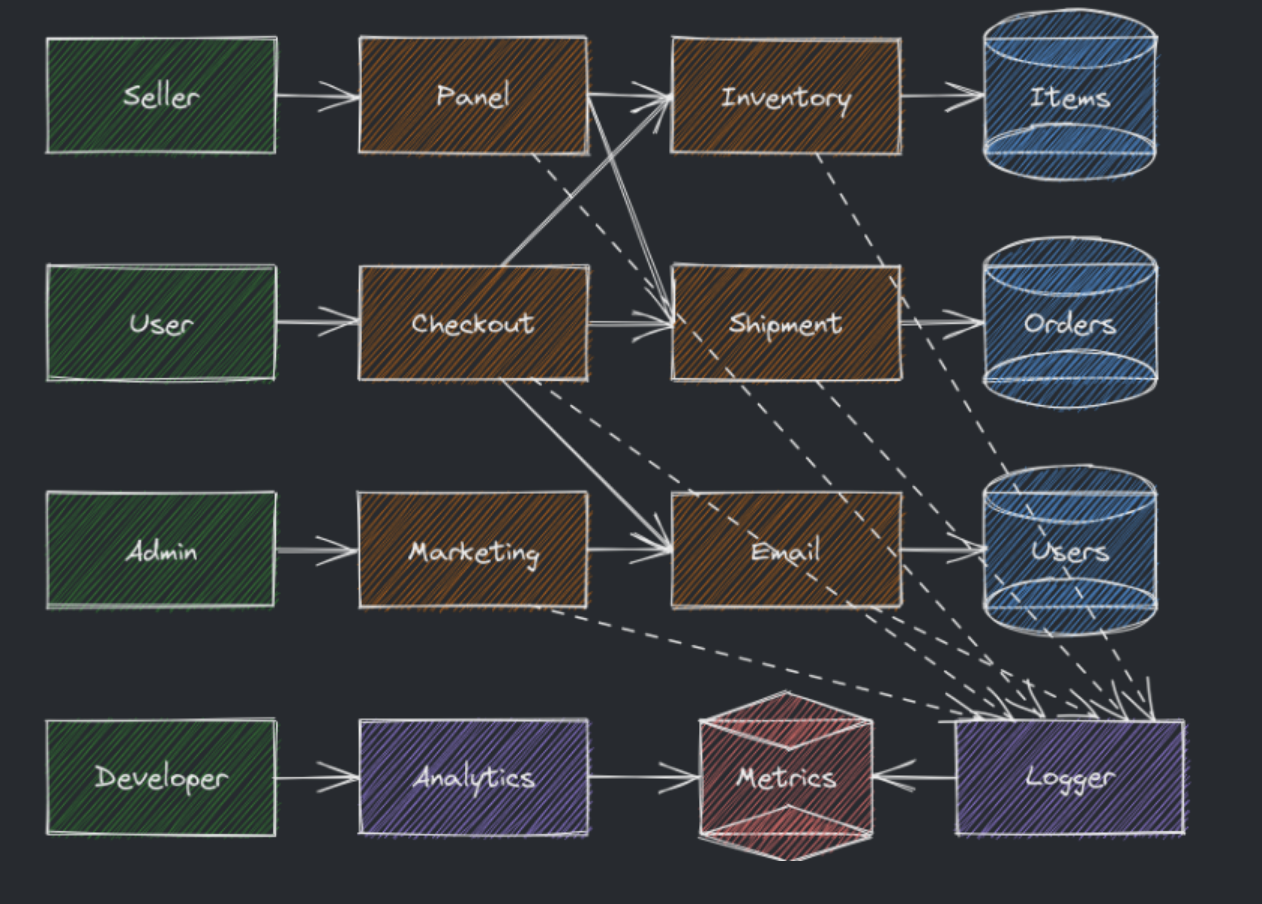 Seller
Panel
Inventory
Items
User
Checkout
Shipment
Orders
Admin
Marketing
Email
Users
Developer
Analytics
Metrics
Logger